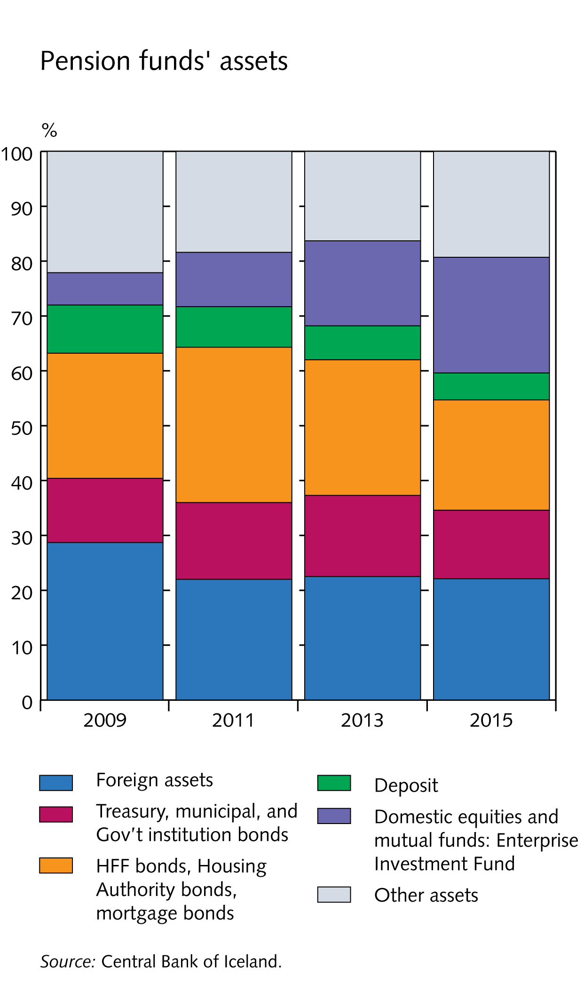 Pension funds' assets
%
100
90
80
70
60
50
40
30
20
10
0
2009 2011 2013 2015
Foreign assets
Treasury, municipal, and
Gov’t institution bonds
HFF bonds, Housing
Authority bonds,
mortgage bonds
Deposit
Domestic equities and
mutual funds: Enterprise
Investment Fund
Other assets
Source: Central Bank of Iceland.